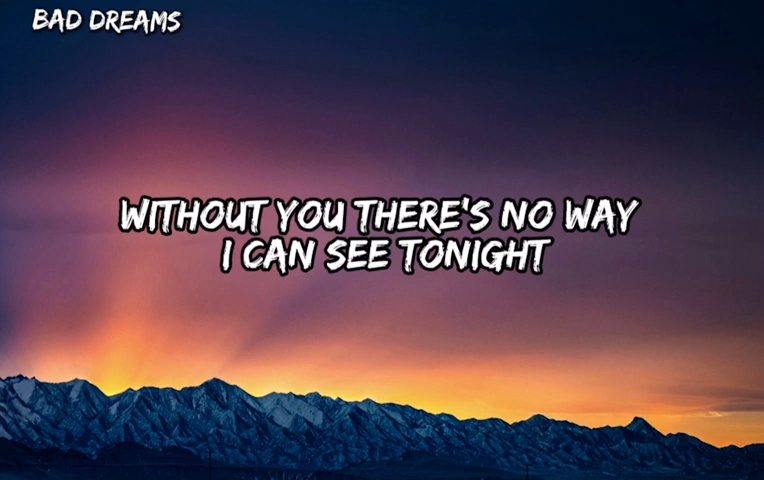 BAD DREAMS
WITHOUT YOU THERE'S NO WAY
I CAN SEE TONIGHT